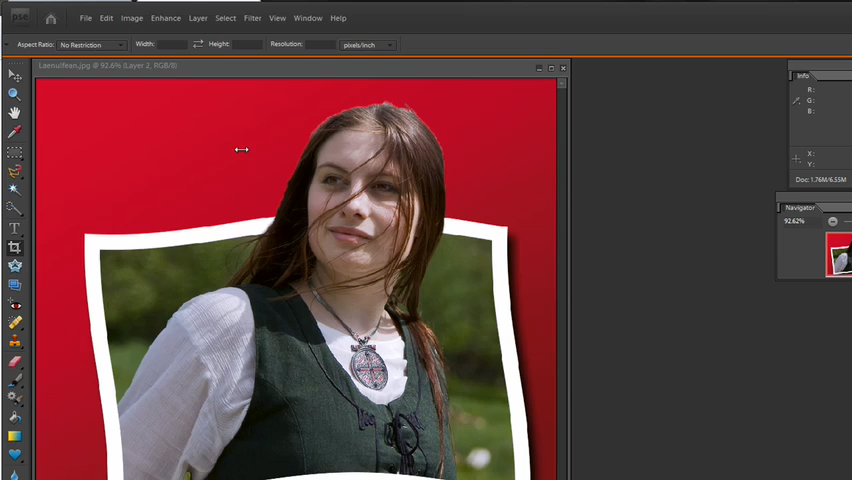 pse File Edit Image Enhance Layer Select Filter View Window Help
Aspect Ratio: No Restriction Width: Height: Resolution: pixels/inch
Laenulfean.jpg @ 92.6% (Layer 2, RGB/8)
Info
R:
G:
B:
X:
Y:
Doc: 1.76M/6.55M
Navigator
92.62%
T